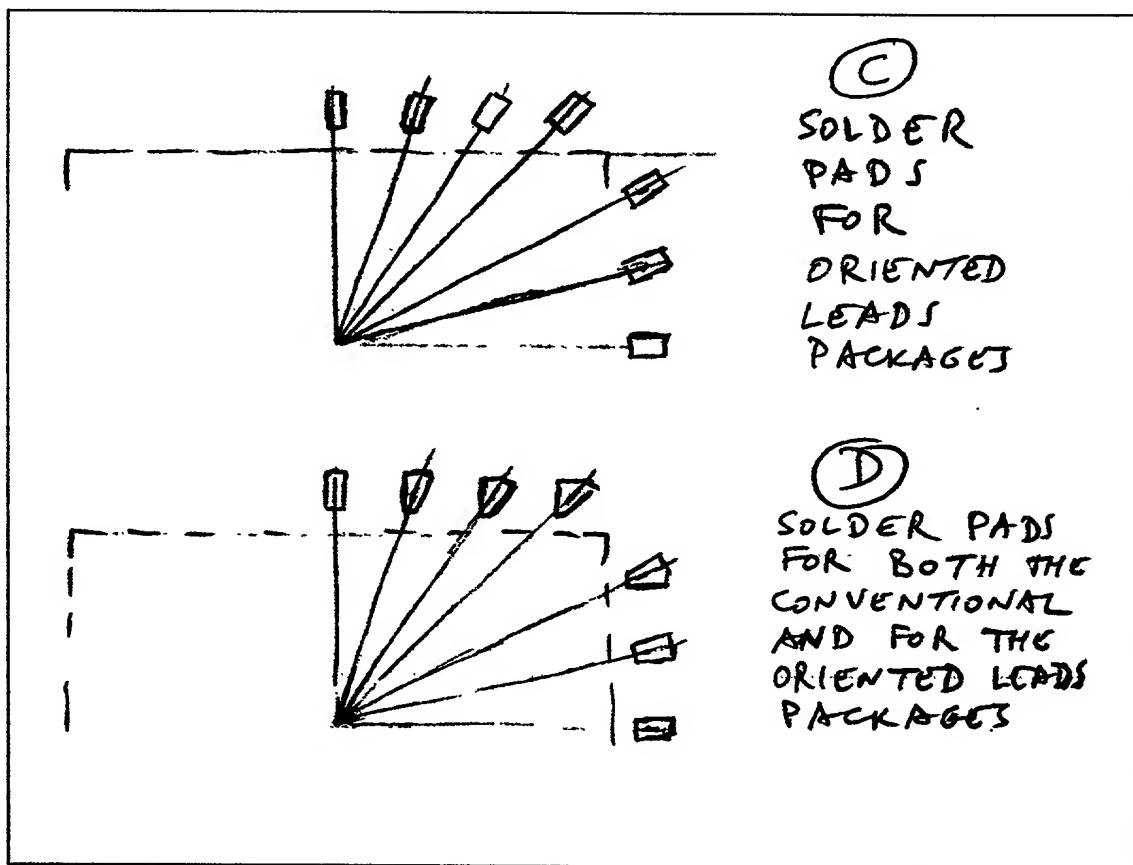 C
SOLDER
PADS
FOR
ORIENTED
LEADS
PACKAGES
D
SOLDER PADS
FOR BOTH THE
CONVENTIONAL
AND FOR THE
ORIENTED LEADS
PACKAGES